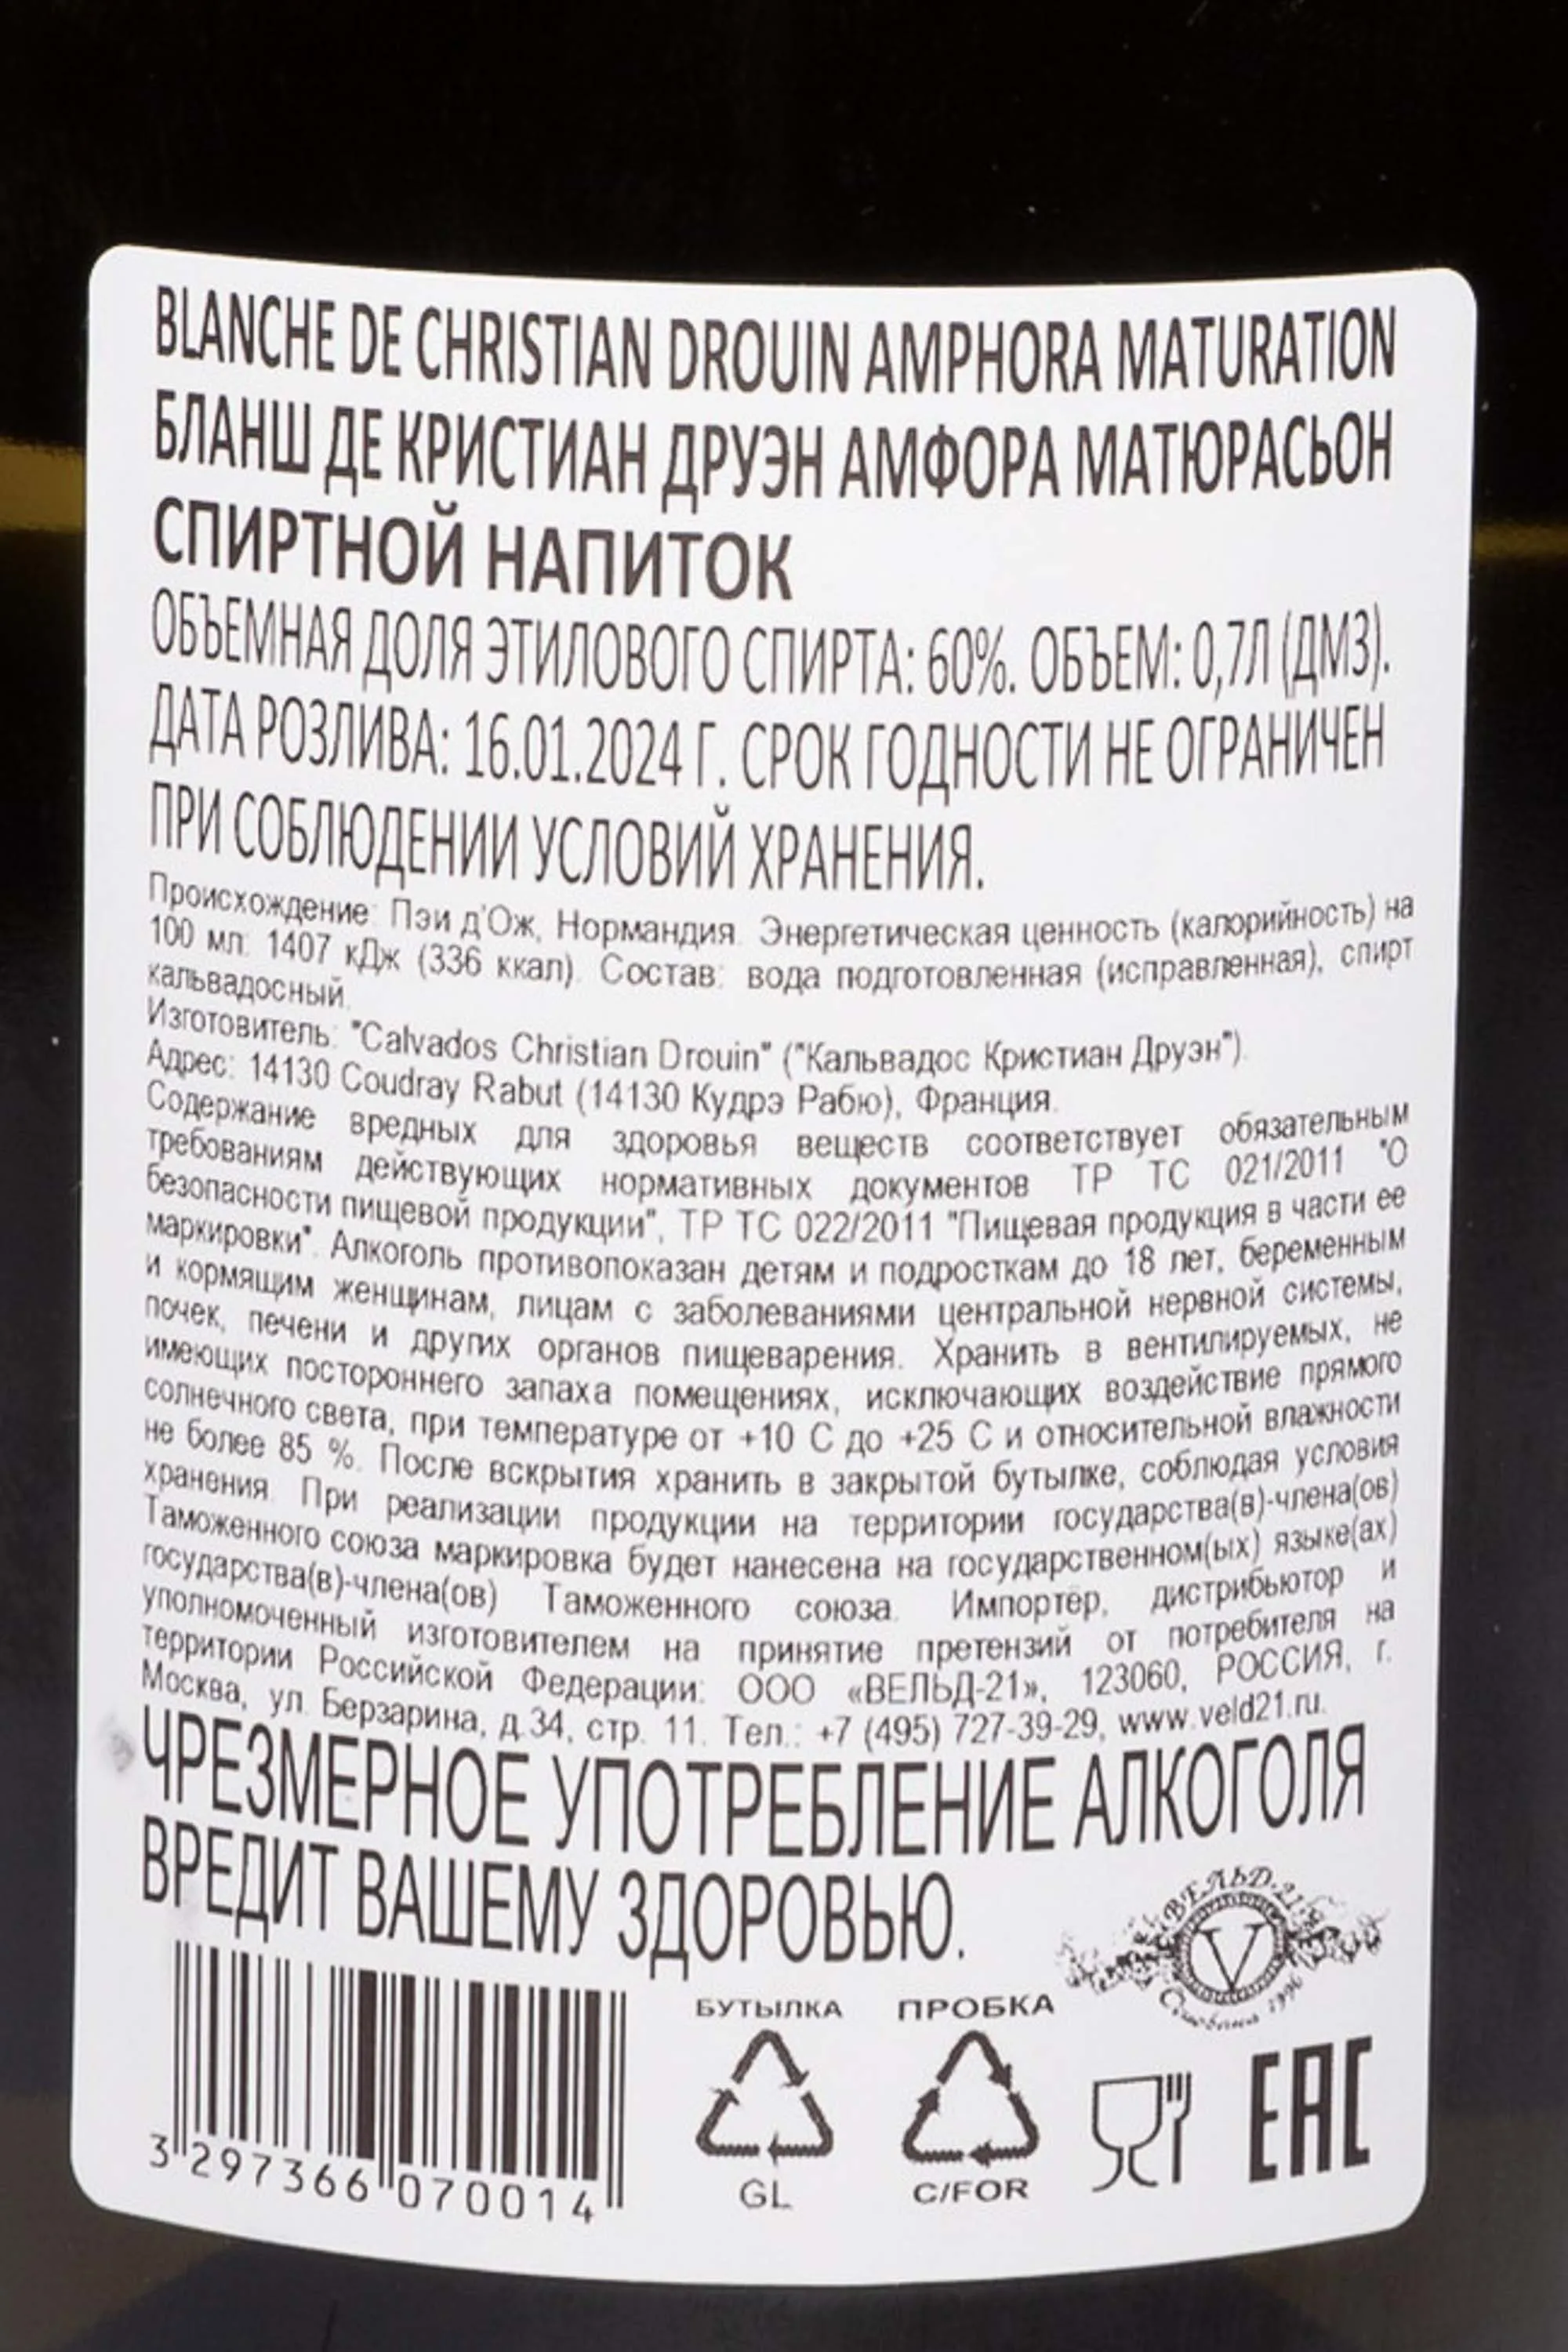 BLANCHE DE CHRISTIAN DROUIN AMPHORA MATURATION
БЛАНШ ДЕ КРИСТИАН ДРУЭН АМФОРА МАТЮРАСЬОН
СПИРТНОЙ НАПИТОК
ОБЪЕМНАЯ ДОЛЯ ЭТИЛОВОГО СПИРТА: 60%. ОБЪЕМ: 0,7Л (ДМ3).
ДАТА РОЗЛИВА: 16.01.2024 Г. СРОК ГОДНОСТИ НЕ ОГРАНИЧЕН
ПРИ СОБЛЮДЕНИИ УСЛОВИЙ ХРАНЕНИЯ.
Происхождение: Пэи д'Ож, Нормандия. Энергетическая ценность (калорийность) на
100 мл: 1407 кДж (336 ккал). Состав: вода подготовленная (исправленная), спирт
кальвадосный.
Изготовитель: "Calvados Christian Drouin" ("Кальвадос Кристиан Друэн").
Адрес: 14130 Coudray Rabut (14130 Кудрэ Рабю), Франция.
Содержание вредных для здоровья веществ соответствует обязательным
требованиям действующих нормативных документов ТР ТС 021/2011 "О
безопасности пищевой продукции", ТР ТС 022/2011 "Пищевая продукция в части ее
маркировки". Алкоголь противопоказан детям и подросткам до 18 лет, беременным
и кормящим женщинам, лицам с заболеваниями центральной нервной системы,
почек, печени и других органов пищеварения. Хранить в вентилируемых, не
имеющих постороннего запаха помещениях, исключающих воздействие прямого
солнечного света, при температуре от +10 С до +25 С и относительной влажности
не более 85 %. После вскрытия хранить в закрытой бутылке, соблюдая условия
хранения. При реализации продукции на территории государства(в)-члена(ов)
Таможенного союза маркировка будет нанесена на государственном(ых) языке(ах)
государства(в)-члена(ов) Таможенного союза. Импортёр, дистрибьютор и
уполномоченный изготовителем на принятие претензий от потребителя на
территории Российской Федерации: ООО «ВЕЛЬД-21», 123060, РОССИЯ, г.
Москва, ул. Берзарина, д.34, стр. 11. Тел.: +7 (495) 727-39-29, www.veld21.ru.
ЧРЕЗМЕРНОЕ УПОТРЕБЛЕНИЕ АЛКОГОЛЯ
ВРЕДИТ ВАШЕМУ ЗДОРОВЬЮ.
ВЕЛЬД-21
V
Основана 1996
БУТЫЛКА ПРОБКА
GL C/FOR
EAC
3 297366 070014